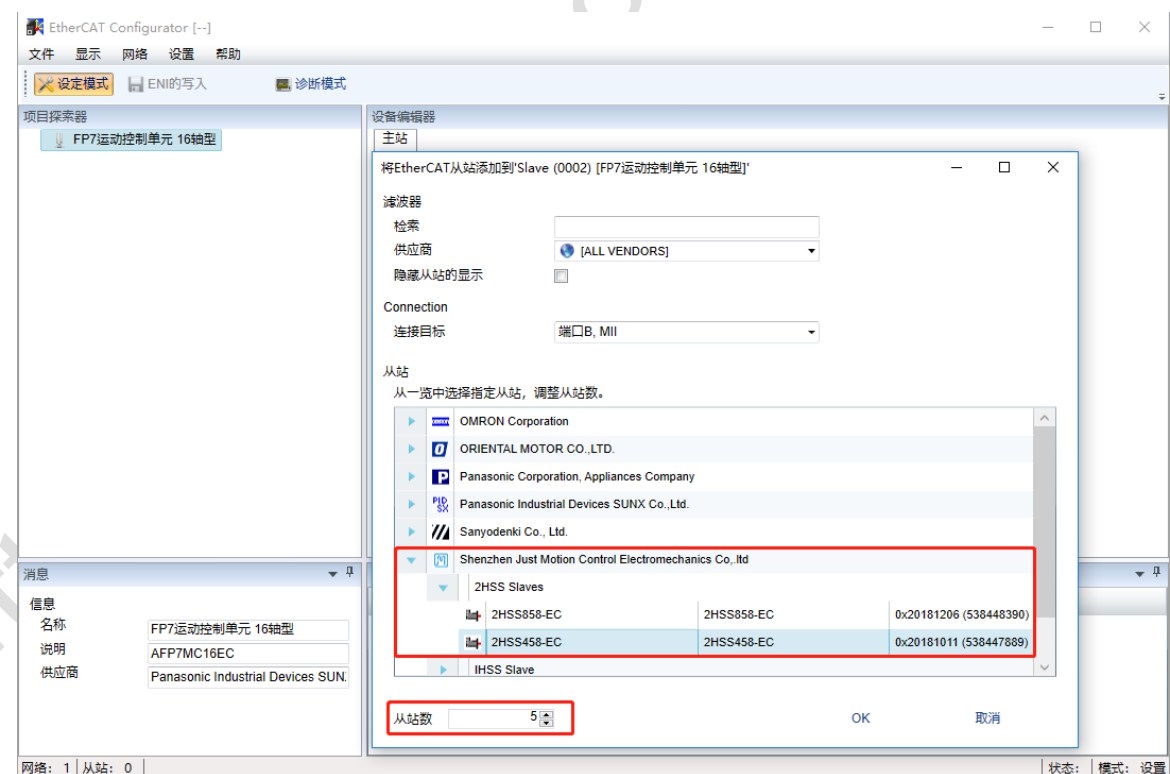 EtherCAT Configurator [--]
文件 显示 网络 设置 帮助
设定模式 ENI的写入 诊断模式
项目探索器
FP7运动控制单元 16轴型
设备编辑器
主站
将EtherCAT从站添加到'Slave (0002) [FP7运动控制单元 16轴型]'
滤波器
检索
供应商 [ALL VENDORS]
隐藏从站的显示
Connection
连接目标 端口B, MII
从站
从一览中选择指定从站，调整从站数。
OMRON Corporation
ORIENTAL MOTOR CO.,LTD.
Panasonic Corporation, Appliances Company
Panasonic Industrial Devices SUNX Co.,Ltd.
Sanyodenki Co., Ltd.
Shenzhen Just Motion Control Electromechanics Co,.ltd
2HSS Slaves
2HSS858-EC 2HSS858-EC 0x20181206 (538448390)
2HSS458-EC 2HSS458-EC 0x20181011 (538447889)
IHSS Slave
从站数 5 OK 取消
消息
信息
名称 FP7运动控制单元 16轴型
说明 AFP7MC16EC
供应商 Panasonic Industrial Devices SUN
网络: 1 从站: 0 状态: 模式: 设置